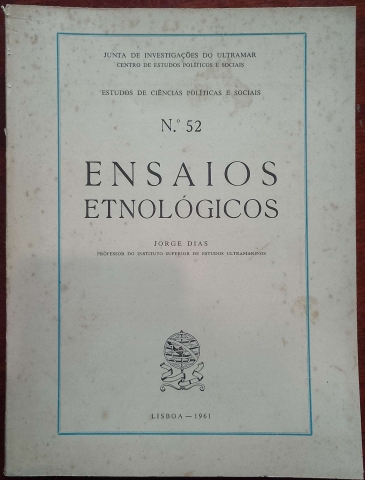 JUNTA DE INVESTIGAÇÕES DO ULTRAMAR
CENTRO DE ESTUDOS POLÍTICOS E SOCIAIS
ESTUDOS DE CIÊNCIAS POLÍTICAS E SOCIAIS
N.º 52
ENSAIOS
ETNOLÓGICOS
JORGE DIAS
PROFESSOR DO INSTITUTO SUPERIOR DE ESTUDOS ULTRAMARINOS
LISBOA — 1961